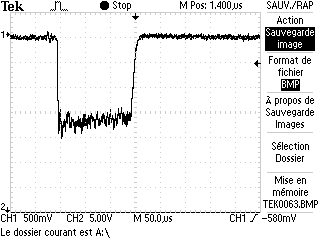 Tek
Stop
M Pos: 1.400µs
SAUV./RAP
Action
Sauvegarde
image
Format de
fichier
BMP
À propos de
Sauvegarde
Images
Sélection
Dossier
Mise en
mémoire
TEK0063.BMP
1
2
CH1 500mV CH2 5.00V M 50.0µs CH1 / -580mV
Le dossier courant est A:\